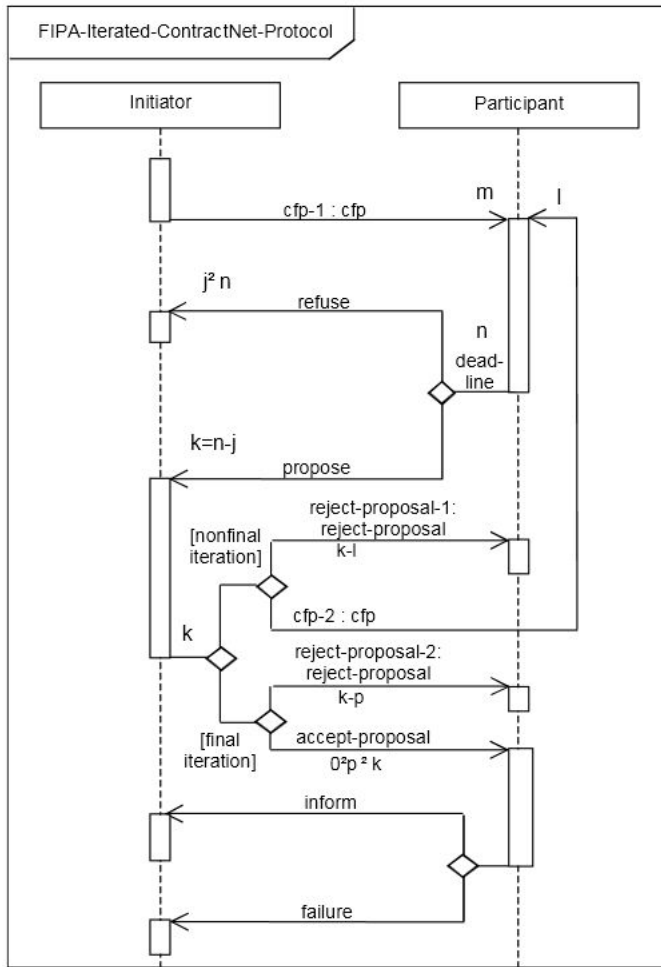 FIPA-Iterated-ContractNet-Protocol
Initiator
Participant
cfp-1 : cfp
m
l
j² n
refuse
n
dead-
line
k=n-j
propose
reject-proposal-1:
reject-proposal
k-l
[nonfinal
iteration]
cfp-2 : cfp
k
reject-proposal-2:
reject-proposal
k-p
[final
iteration]
accept-proposal
0²p ² k
inform
failure